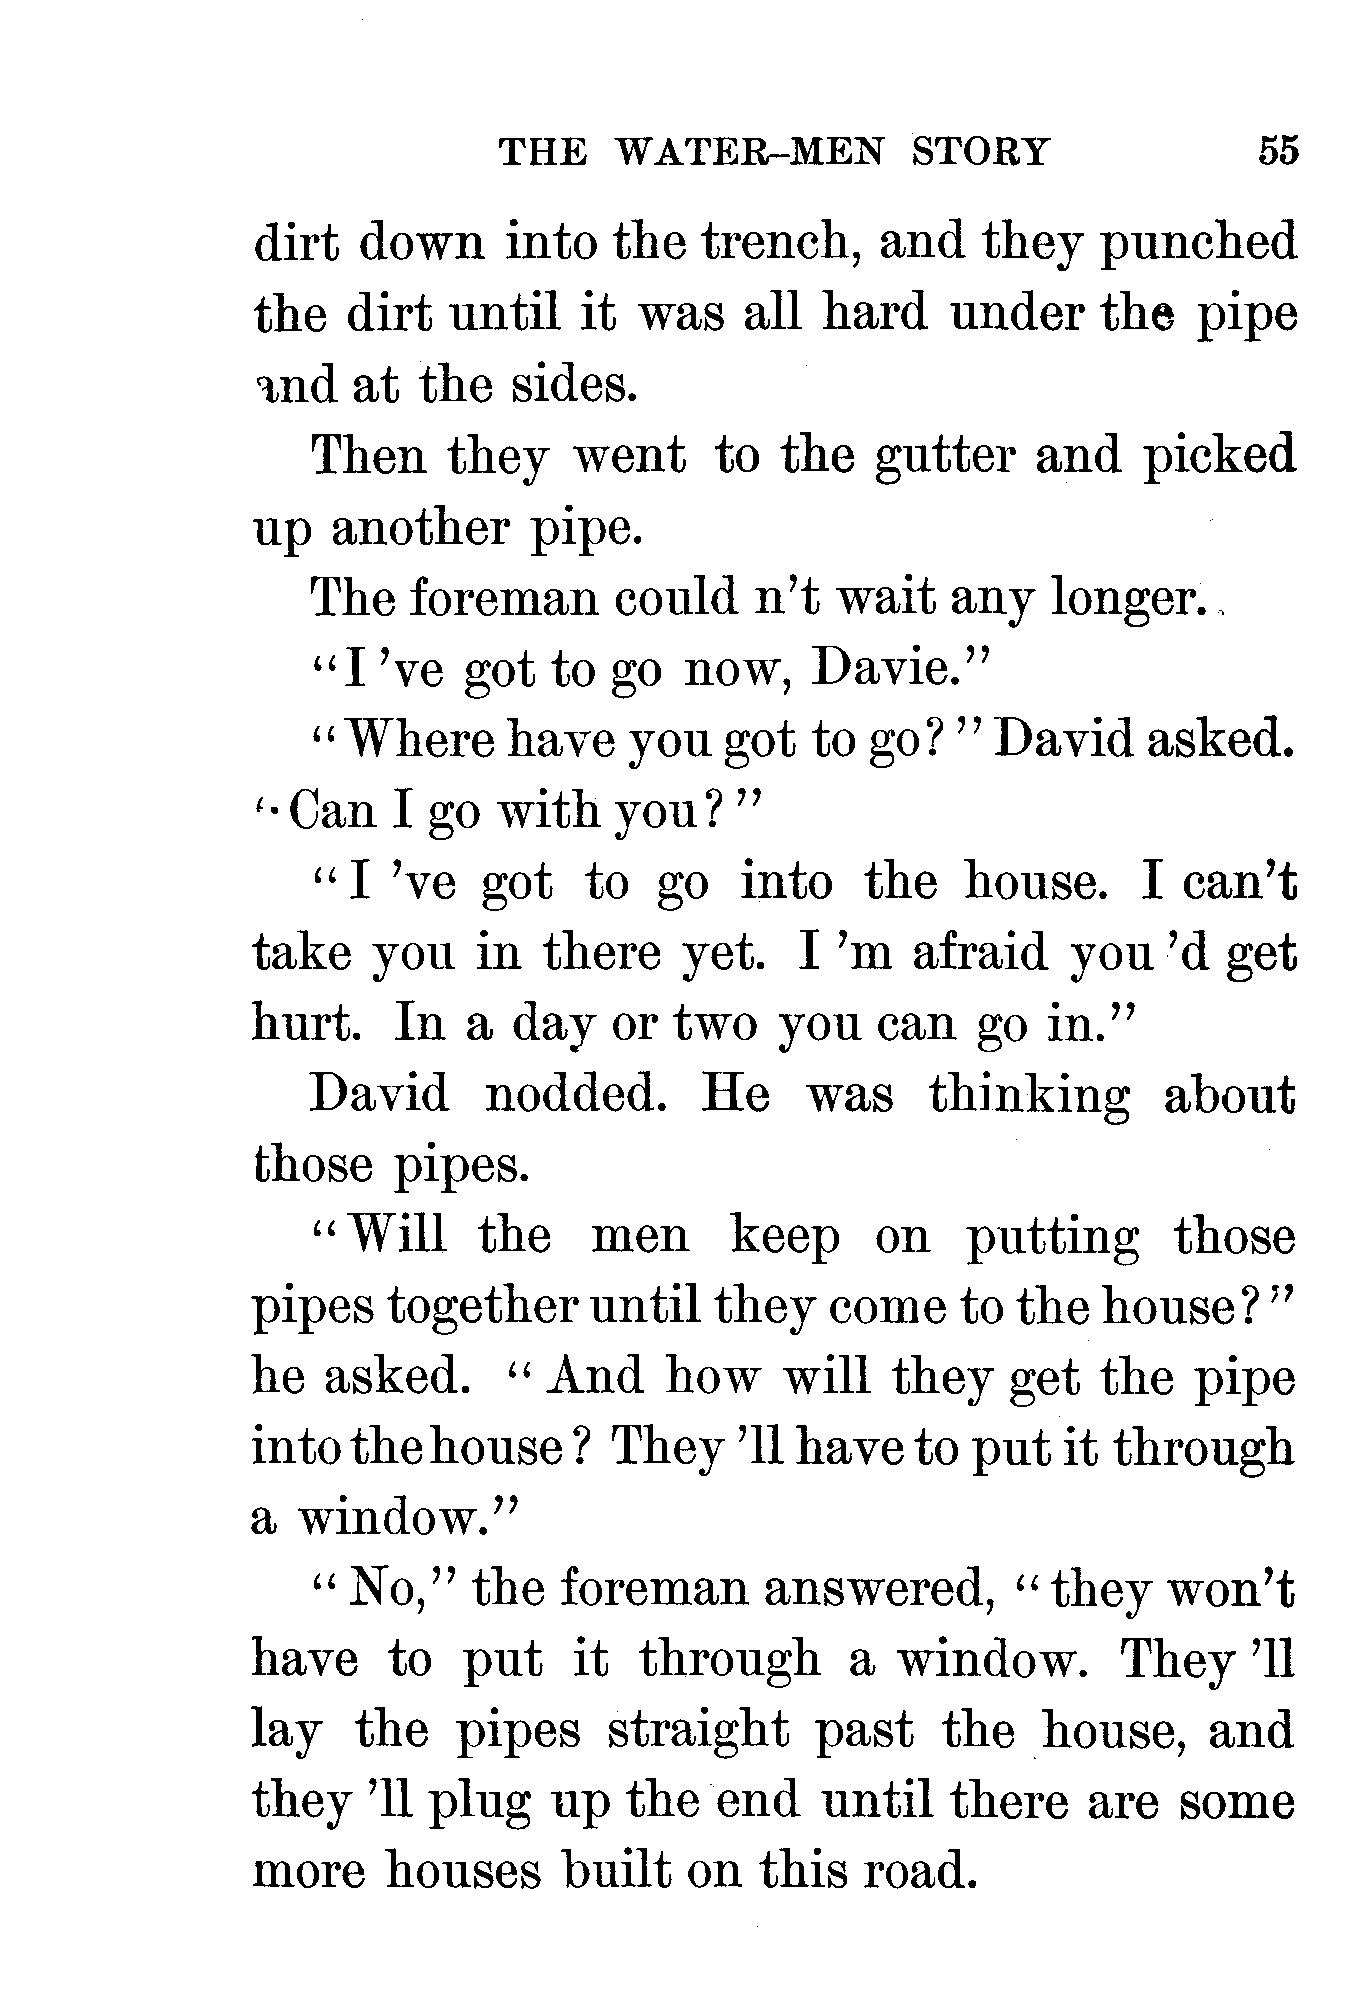 THE WATER-MEN STORY 55
dirt down into the trench, and they punched
the dirt until it was all hard under the pipe
and at the sides.
Then they went to the gutter and picked
up another pipe.
The foreman could n't wait any longer.
"I 've got to go now, Davie."
"Where have you got to go?" David asked.
"Can I go with you?"
"I 've got to go into the house. I can't
take you in there yet. I 'm afraid you 'd get
hurt. In a day or two you can go in."
David nodded. He was thinking about
those pipes.
"Will the men keep on putting those
pipes together until they come to the house?"
he asked. "And how will they get the pipe
into the house? They 'll have to put it through
a window."
"No," the foreman answered, "they won't
have to put it through a window. They 'll
lay the pipes straight past the house, and
they 'll plug up the end until there are some
more houses built on this road.